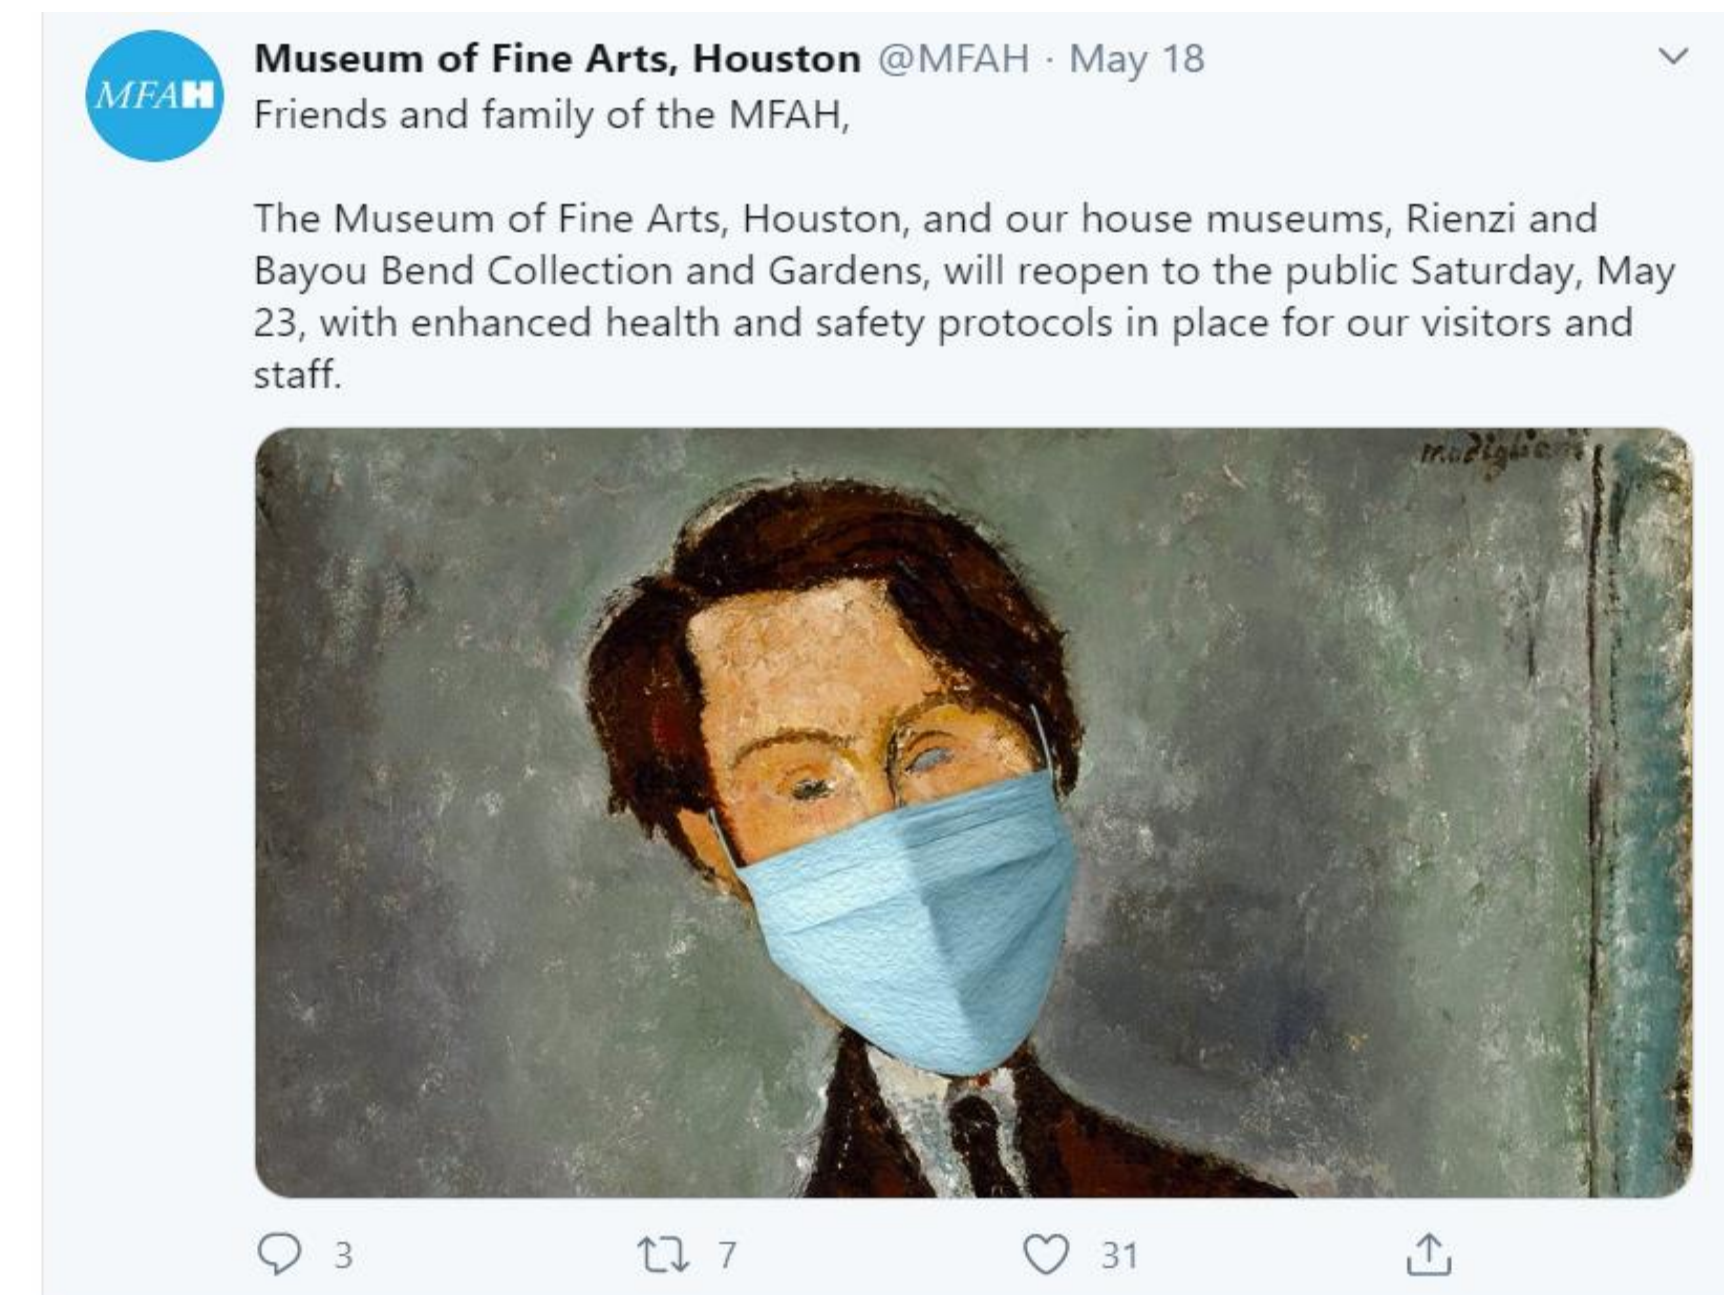 MFAH
Museum of Fine Arts, Houston @MFAH · May 18
Friends and family of the MFAH,
The Museum of Fine Arts, Houston, and our house museums, Rienzi and
Bayou Bend Collection and Gardens, will reopen to the public Saturday, May
23, with enhanced health and safety protocols in place for our visitors and
staff.
modigliani
3 7 31